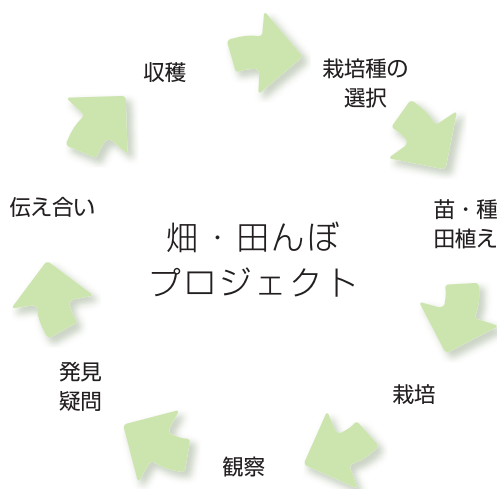 畑・田んぼ
プロジェクト
収穫
栽培種の
選択
苗・種
田植え
栽培
観察
発見
疑問
伝え合い